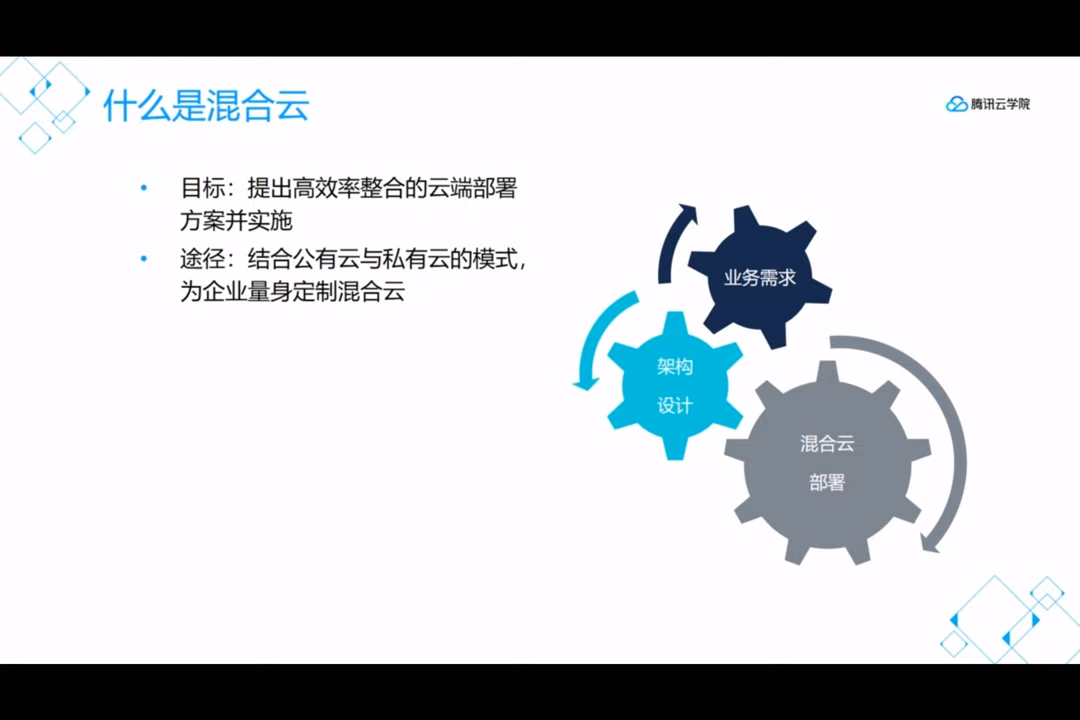 什么是混合云
腾讯云学院
• 目标：提出高效率整合的云端部署
方案并实施
• 途径：结合公有云与私有云的模式，
为企业量身定制混合云
业务需求
架构
设计
混合云
部署